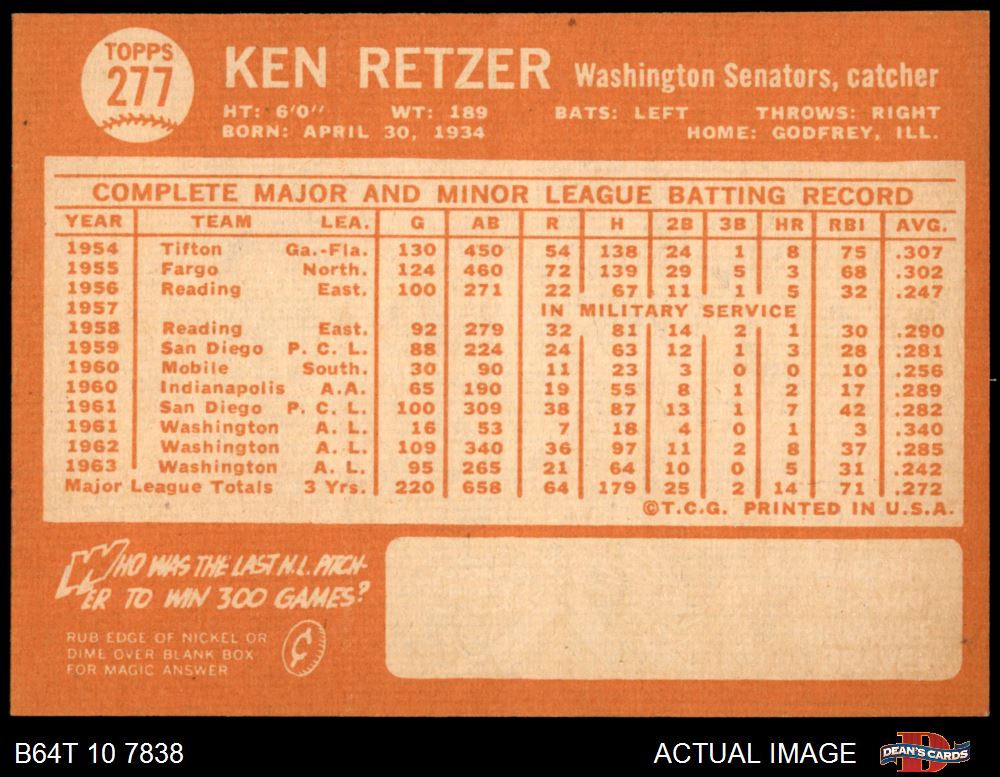 TOPPS
277
KEN RETZER Washington Senators, catcher
HT: 6'0" WT: 189 BATS: LEFT THROWS: RIGHT
BORN: APRIL 30, 1934 HOME: GODFREY, ILL.
COMPLETE MAJOR AND MINOR LEAGUE BATTING RECORD
YEAR TEAM LEA. G AB R H 2B 3B HR RBI AVG.
1954 Tifton Ga.-Fla. 130 450 54 138 24 1 8 75 .307
1955 Fargo North. 124 460 72 139 29 5 3 68 .302
1956 Reading East. 100 271 22 67 11 1 5 32 .247
1957 IN MILITARY SERVICE
1958 Reading East. 92 279 32 81 14 2 1 30 .290
1959 San Diego P. C. L. 88 224 24 63 12 1 3 28 .281
1960 Mobile South. 30 90 11 23 3 0 0 10 .256
1960 Indianapolis A.A. 65 190 19 55 8 1 2 17 .289
1961 San Diego P. C. L. 100 309 38 87 13 1 7 42 .282
1961 Washington A. L. 16 53 7 18 4 0 1 3 .340
1962 Washington A. L. 109 340 36 97 11 2 8 37 .285
1963 Washington A. L. 95 265 21 64 10 0 5 31 .242
Major League Totals 3 Yrs. 220 658 64 179 25 2 14 71 .272
©T.C.G. PRINTED IN U.S.A.
WHO WAS THE LAST N.L. PITCH-
ER TO WIN 300 GAMES?
RUB EDGE OF NICKEL OR
DIME OVER BLANK BOX
FOR MAGIC ANSWER
¢
B64T 10 7838 ACTUAL IMAGE DEAN'S CARDS